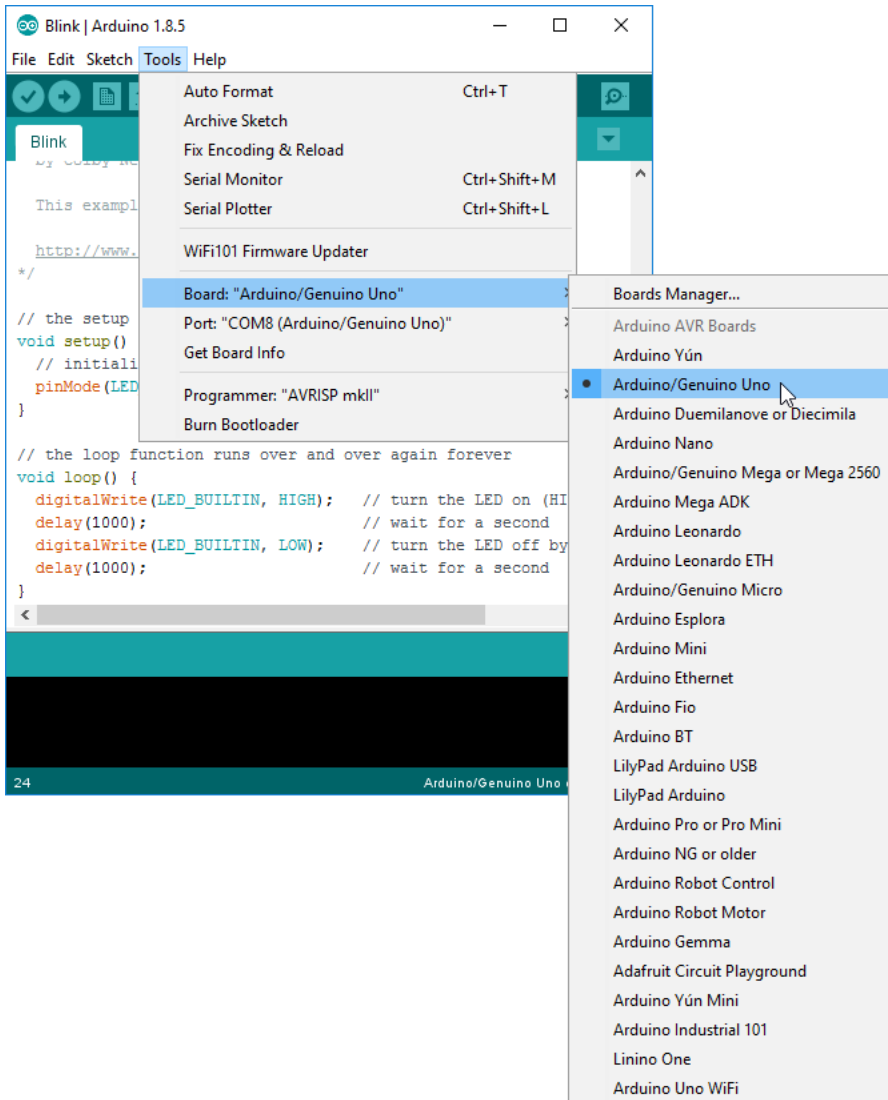 Blink | Arduino 1.8.5
File Edit Sketch Tools Help
Auto Format Ctrl+T
Archive Sketch
Fix Encoding & Reload
Serial Monitor Ctrl+Shift+M
Serial Plotter Ctrl+Shift+L
WiFi101 Firmware Updater
Board: "Arduino/Genuino Uno"
Port: "COM8 (Arduino/Genuino Uno)"
Get Board Info
Programmer: "AVRISP mkII"
Burn Bootloader
Blink
This exampl
http://www.
*/
// the setup
void setup()
// initiali
pinMode(LED
}
// the loop function runs over and over again forever
void loop() {
digitalWrite(LED_BUILTIN, HIGH); // turn the LED on (HI
delay(1000); // wait for a second
digitalWrite(LED_BUILTIN, LOW); // turn the LED off by
delay(1000); // wait for a second
}
24 Arduino/Genuino Uno
Boards Manager...
Arduino AVR Boards
Arduino Yún
Arduino/Genuino Uno
Arduino Duemilanove or Diecimila
Arduino Nano
Arduino/Genuino Mega or Mega 2560
Arduino Mega ADK
Arduino Leonardo
Arduino Leonardo ETH
Arduino/Genuino Micro
Arduino Esplora
Arduino Mini
Arduino Ethernet
Arduino Fio
Arduino BT
LilyPad Arduino USB
LilyPad Arduino
Arduino Pro or Pro Mini
Arduino NG or older
Arduino Robot Control
Arduino Robot Motor
Arduino Gemma
Adafruit Circuit Playground
Arduino Yún Mini
Arduino Industrial 101
Linino One
Arduino Uno WiFi